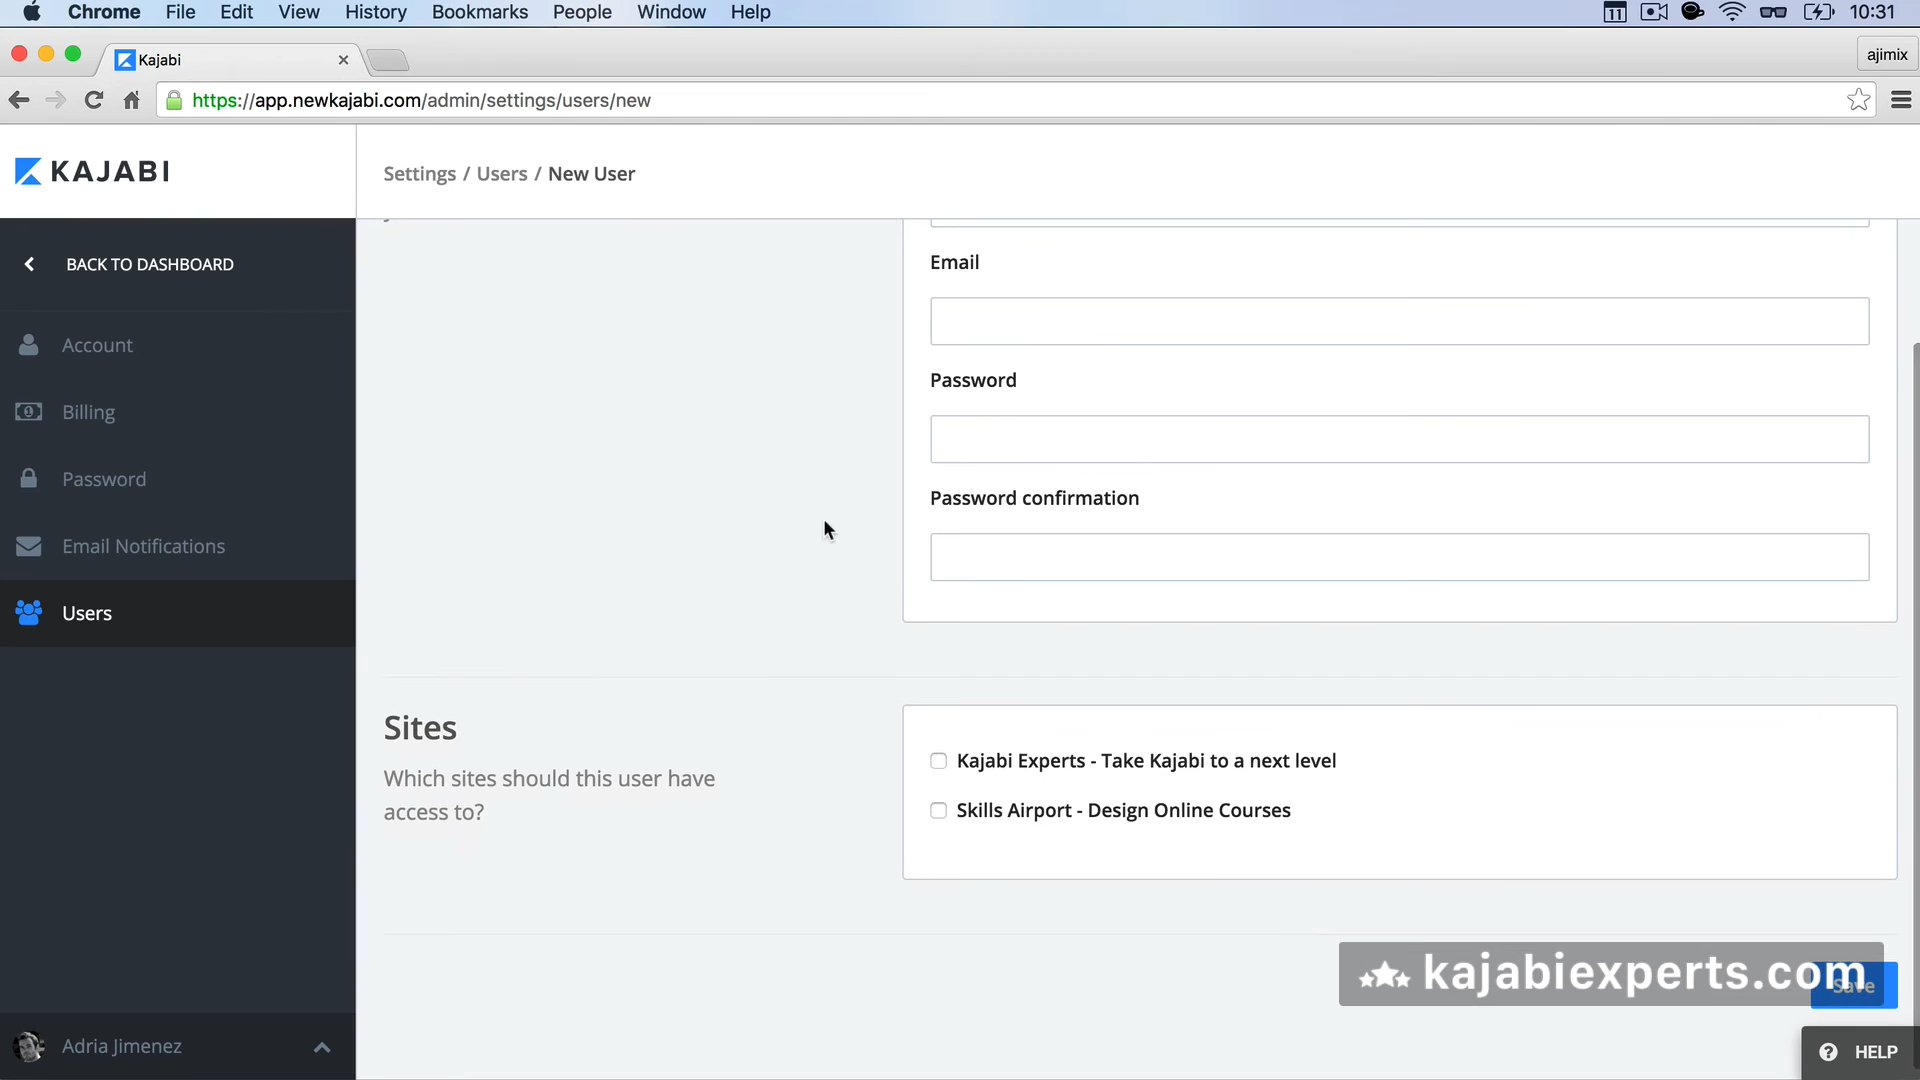 Chrome File Edit View History Bookmarks People Window Help 11 10:31
Kajabi
ajimix
https://app.newkajabi.com/admin/settings/users/new
KAJABI
Settings / Users / New User
BACK TO DASHBOARD
Email
Account
Password
Billing
Password
Password confirmation
Email Notifications
Users
Sites
Which sites should this user have
access to?
Kajabi Experts - Take Kajabi to a next level
Skills Airport - Design Online Courses
kajabiexperts.com
Save
Adria Jimenez
HELP